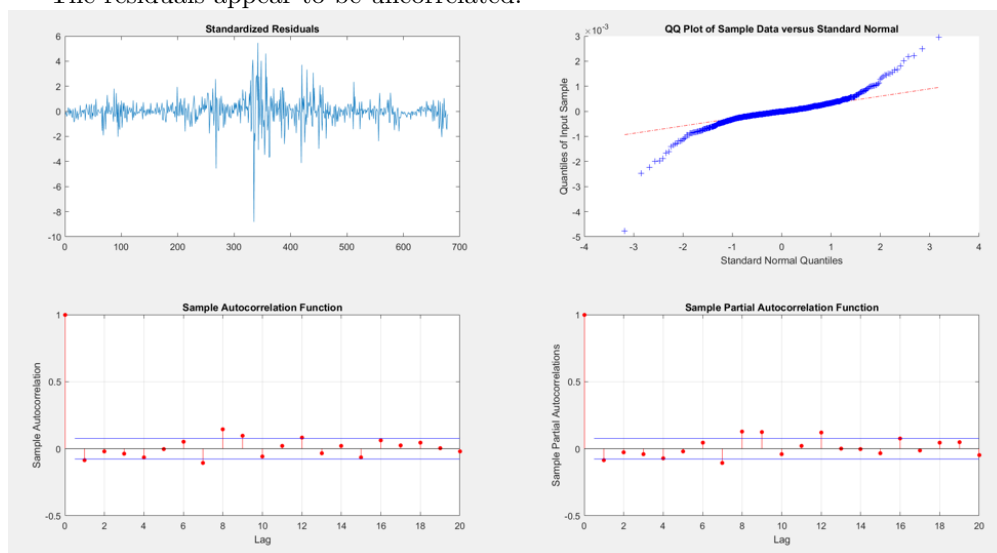 The residuals appear to be uncorrelated.
Standardized Residuals
6
4
2
0
-2
-4
-6
-8
-10
0 100 200 300 400 500 600 700
QQ Plot of Sample Data versus Standard Normal
×10⁻³
3
2
1
0
-1
-2
-3
-4
-5
Quantiles of Input Sample
-4 -3 -2 -1 0 1 2 3 4
Standard Normal Quantiles
Sample Autocorrelation Function
1
0.5
0
-0.5
Sample Autocorrelation
0 2 4 6 8 10 12 14 16 18 20
Lag
Sample Partial Autocorrelation Function
1
0.5
0
-0.5
Sample Partial Autocorrelations
0 2 4 6 8 10 12 14 16 18 20
Lag